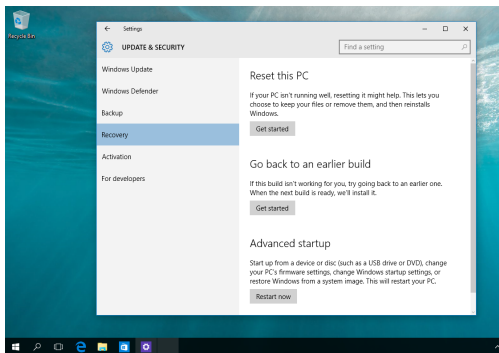 Recycle Bin
Settings
UPDATE & SECURITY
Find a setting
Windows Update
Windows Defender
Backup
Recovery
Activation
For developers
Reset this PC
If your PC isn't running well, resetting it might help. This lets you
choose to keep your files or remove them, and then reinstalls
Windows.
Get started
Go back to an earlier build
If this build isn't working for you, try going back to an earlier one.
When the next build is ready, we'll install it.
Get started
Advanced startup
Start up from a device or disc (such as a USB drive or DVD), change
your PC's firmware settings, change Windows startup settings, or
restore Windows from a system image. This will restart your PC.
Restart now